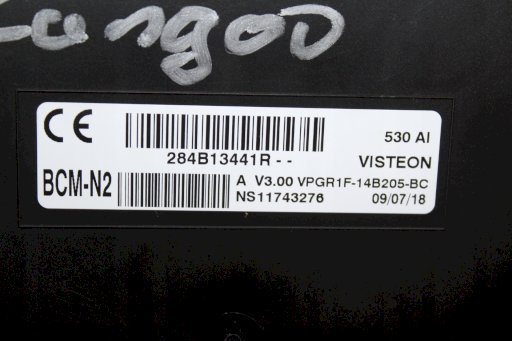 Kangoo
CE 530 AI
284B13441R - - VISTEON
BCM-N2 A V3.00 VPGR1F-14B205-BC
NS11743276 09/07/18